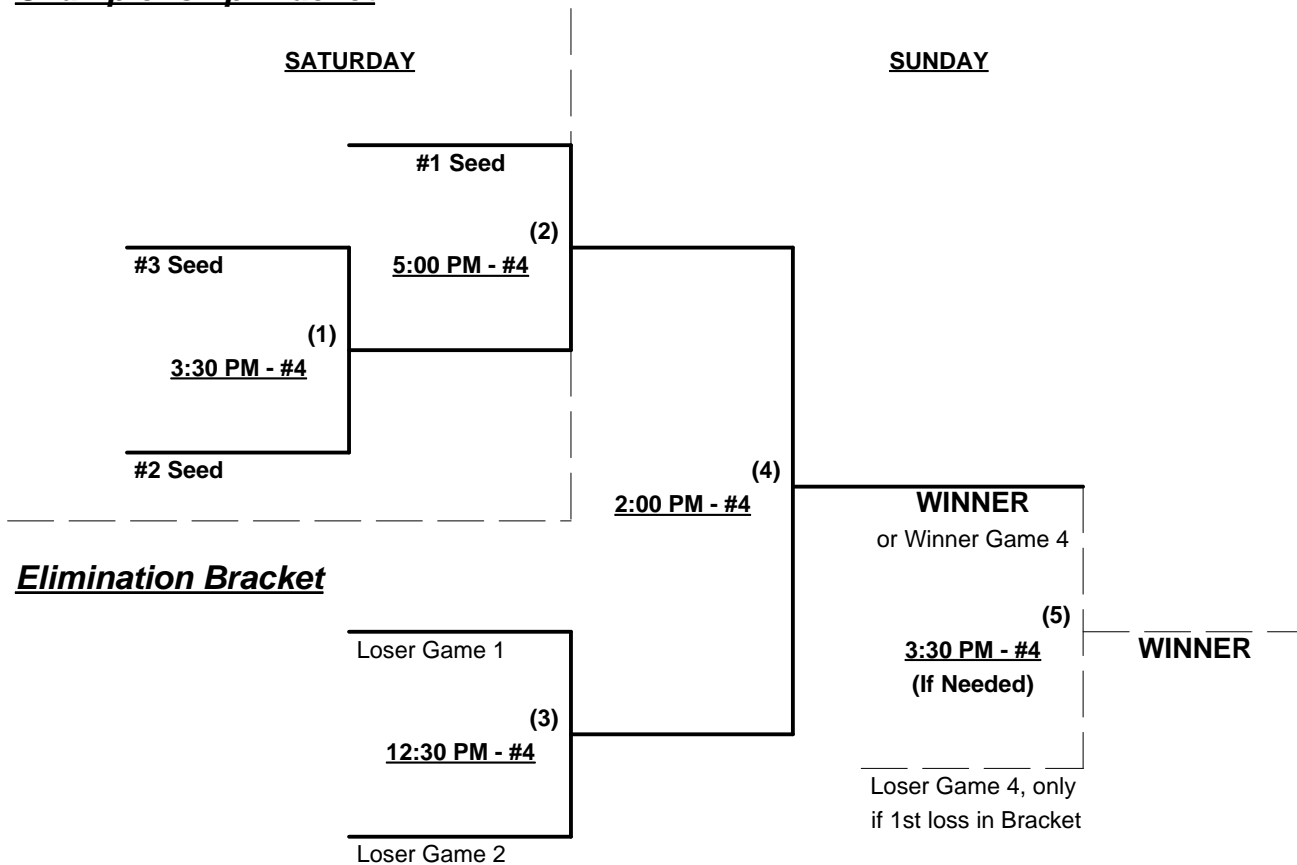 SATURDAY
SUNDAY
#1 Seed
(2)
5:00 PM - #4
#3 Seed
(1)
3:30 PM - #4
#2 Seed
(4)
2:00 PM - #4
WINNER
or Winner Game 4
Elimination Bracket
Loser Game 1
(3)
12:30 PM - #4
Loser Game 2
(5)
3:30 PM - #4
(If Needed)
WINNER
Loser Game 4, only
if 1st loss in Bracket